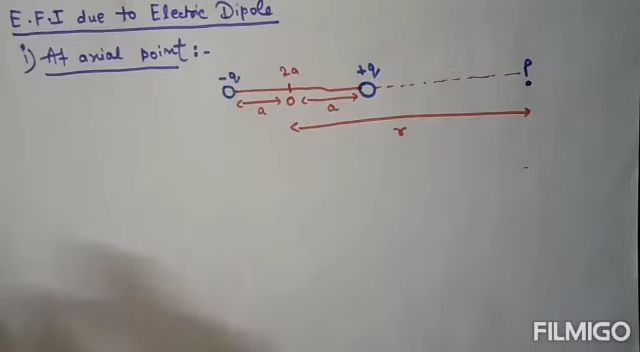 E.F.I due to Electric Dipole
i) At axial point :-
-q 2a +q P
a o a
r
FILMIGO